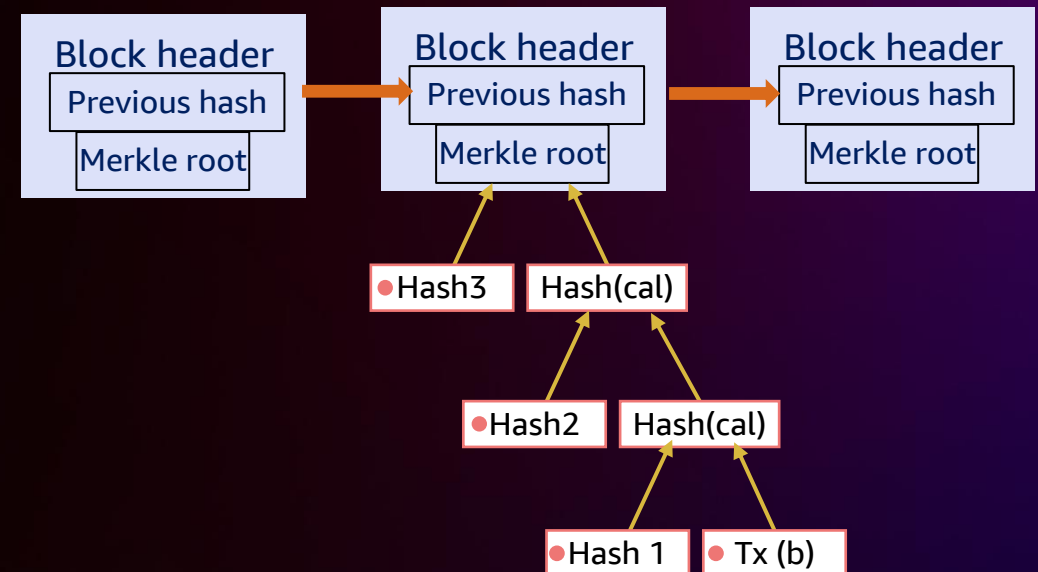 Block header
Previous hash
Merkle root
Block header
Previous hash
Merkle root
Block header
Previous hash
Merkle root
Hash3
Hash(cal)
Hash2
Hash(cal)
Hash 1
Tx (b)